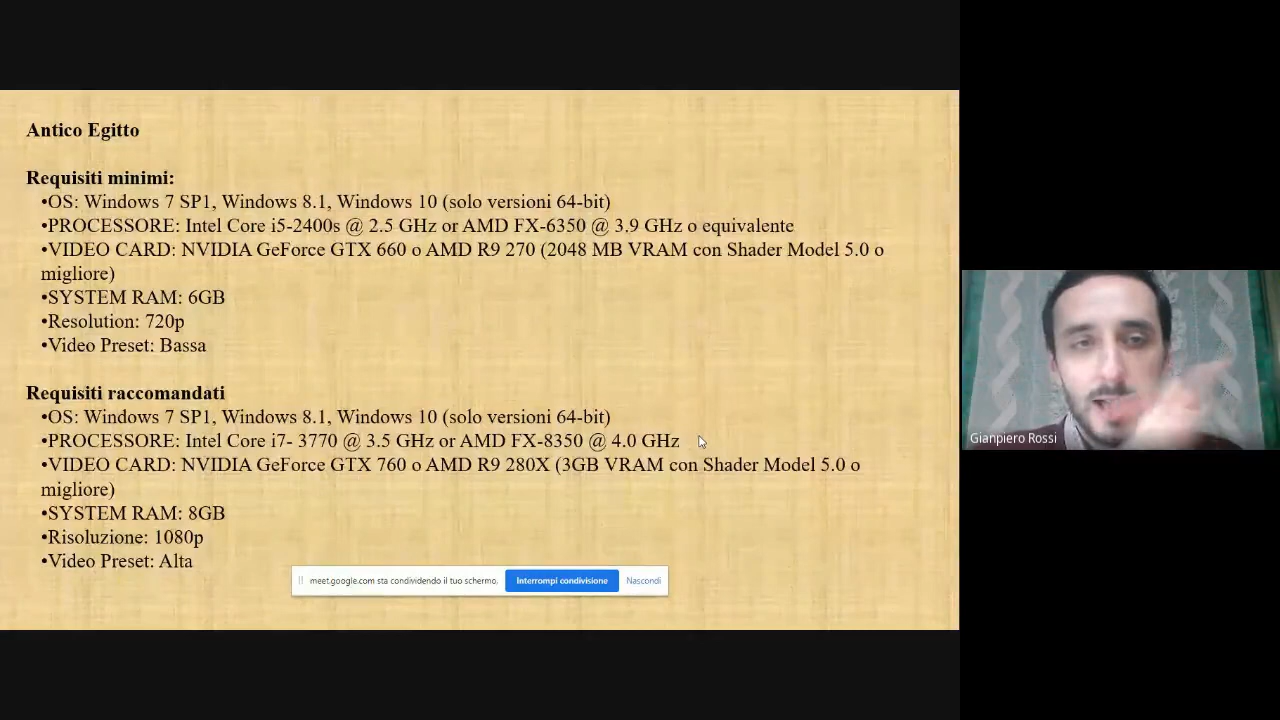 Antico Egitto
Requisiti minimi:
•OS: Windows 7 SP1, Windows 8.1, Windows 10 (solo versioni 64-bit)
•PROCESSORE: Intel Core i5-2400s @ 2.5 GHz or AMD FX-6350 @ 3.9 GHz o equivalente
•VIDEO CARD: NVIDIA GeForce GTX 660 o AMD R9 270 (2048 MB VRAM con Shader Model 5.0 o
migliore)
•SYSTEM RAM: 6GB
•Resolution: 720p
•Video Preset: Bassa
Requisiti raccomandati
•OS: Windows 7 SP1, Windows 8.1, Windows 10 (solo versioni 64-bit)
•PROCESSORE: Intel Core i7- 3770 @ 3.5 GHz or AMD FX-8350 @ 4.0 GHz
•VIDEO CARD: NVIDIA GeForce GTX 760 o AMD R9 280X (3GB VRAM con Shader Model 5.0 o
migliore)
•SYSTEM RAM: 8GB
•Risoluzione: 1080p
•Video Preset: Alta
meet.google.com sta condividendo il tuo schermo. Interrompi condivisione Nascondi
Gianpiero Rossi